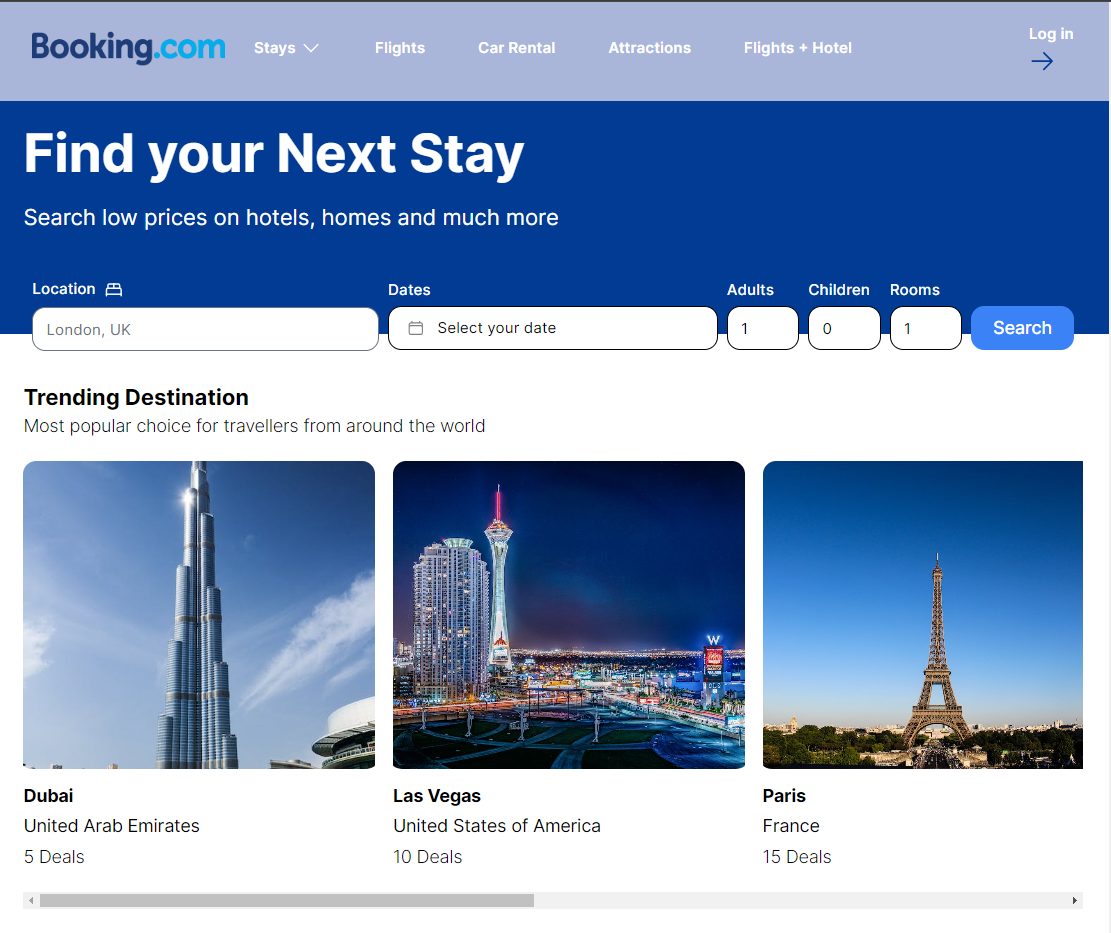 Booking.com
Stays
Flights
Car Rental
Attractions
Flights + Hotel
Log in
Find your Next Stay
Search low prices on hotels, homes and much more
Location
Dates
Adults
Children
Rooms
London, UK
Select your date
1
0
1
Search
Trending Destination
Most popular choice for travellers from around the world
W
Dubai
Las Vegas
Paris
United Arab Emirates
United States of America
France
5 Deals
10 Deals
15 Deals